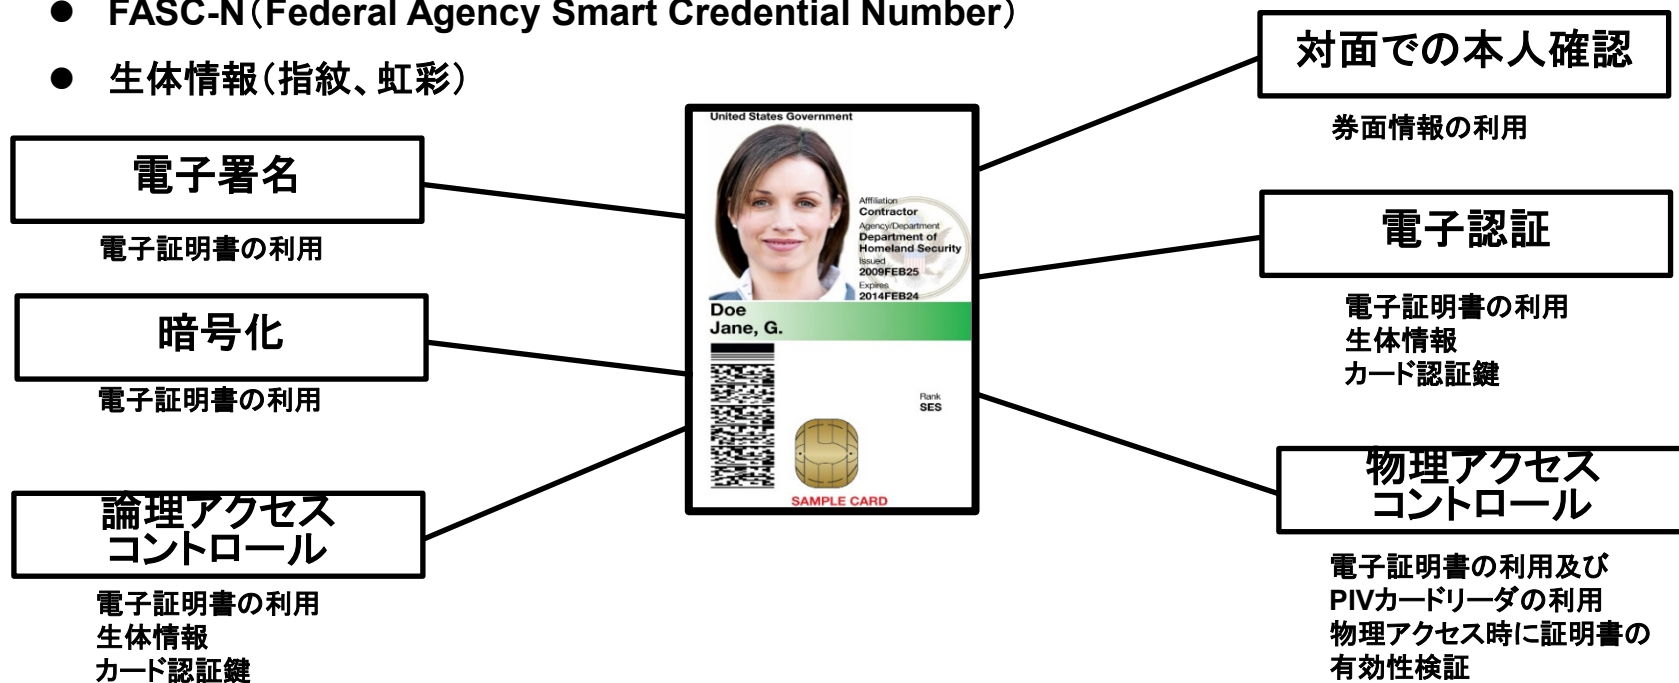 ● FASC-N(Federal Agency Smart Credential Number)
● 生体情報(指紋、虹彩)
電子署名
電子証明書の利用
暗号化
電子証明書の利用
論理アクセス
コントロール
電子証明書の利用
生体情報
カード認証鍵
United States Government
Affiliation
Contractor
Agency/Department
Department of
Homeland Security
Issued
2009FEB25
Expires
2014FEB24
Doe
Jane, G.
Rank
SES
SAMPLE CARD
対面での本人確認
券面情報の利用
電子認証
電子証明書の利用
生体情報
カード認証鍵
物理アクセス
コントロール
電子証明書の利用及び
PIVカードリーダの利用
物理アクセス時に証明書の
有効性検証